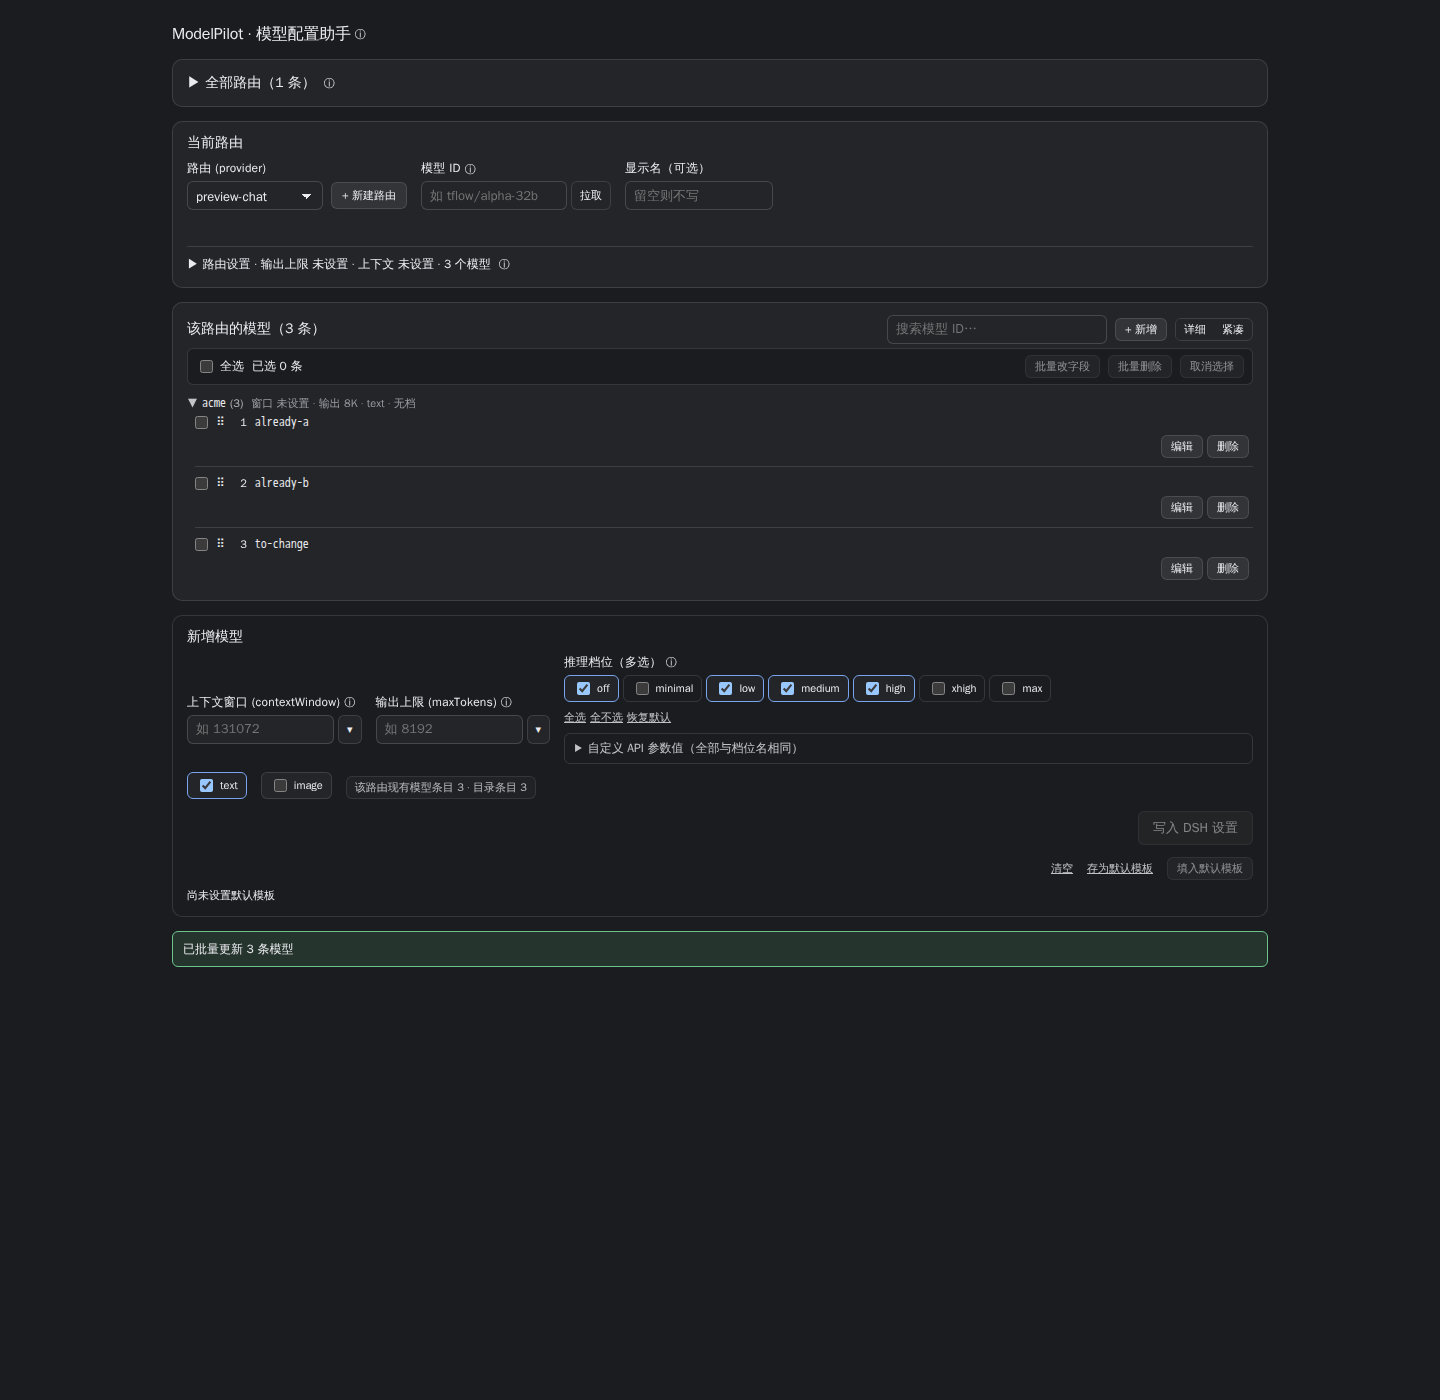 ModelPilot · 模型配置助手 ⓘ
▶ 全部路由（1 条） ⓘ
当前路由
路由 (provider)
模型 ID ⓘ
显示名（可选）
preview-chat
+ 新建路由
如 tflow/alpha-32b
拉取
留空则不写
▶ 路由设置 · 输出上限 未设置 · 上下文 未设置 · 3 个模型 ⓘ
该路由的模型（3 条）
搜索模型 ID…
+ 新增
详细
紧凑
全选 已选 0 条
批量改字段
批量删除
取消选择
▼ acme (3) 窗口 未设置 · 输出 8K · text · 无档
⠿ 1 already-a
编辑 删除
⠿ 2 already-b
编辑 删除
⠿ 3 to-change
编辑 删除
新增模型
上下文窗口 (contextWindow) ⓘ
如 131072 ▾
输出上限 (maxTokens) ⓘ
如 8192 ▾
推理档位（多选） ⓘ
off minimal low medium high xhigh max
全选 全不选 恢复默认
▶ 自定义 API 参数值（全部与档位名相同）
text image 该路由现有模型条目 3 · 目录条目 3
写入 DSH 设置
清空 存为默认模板 填入默认模板
尚未设置默认模板
已批量更新 3 条模型